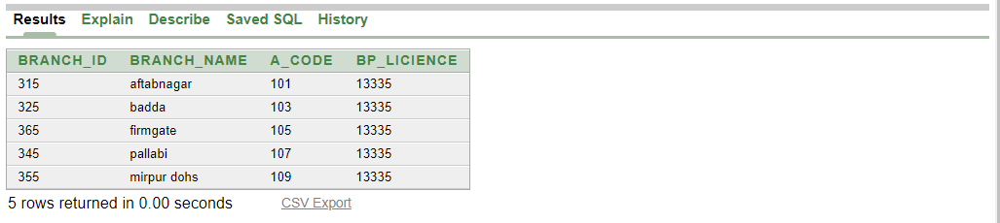 Results Explain Describe Saved SQL History
BRANCH_ID BRANCH_NAME A_CODE BP_LICIENCE
315 aftabnagar 101 13335
325 badda 103 13335
365 firmgate 105 13335
345 pallabi 107 13335
355 mirpur dohs 109 13335
5 rows returned in 0.00 seconds CSV Export